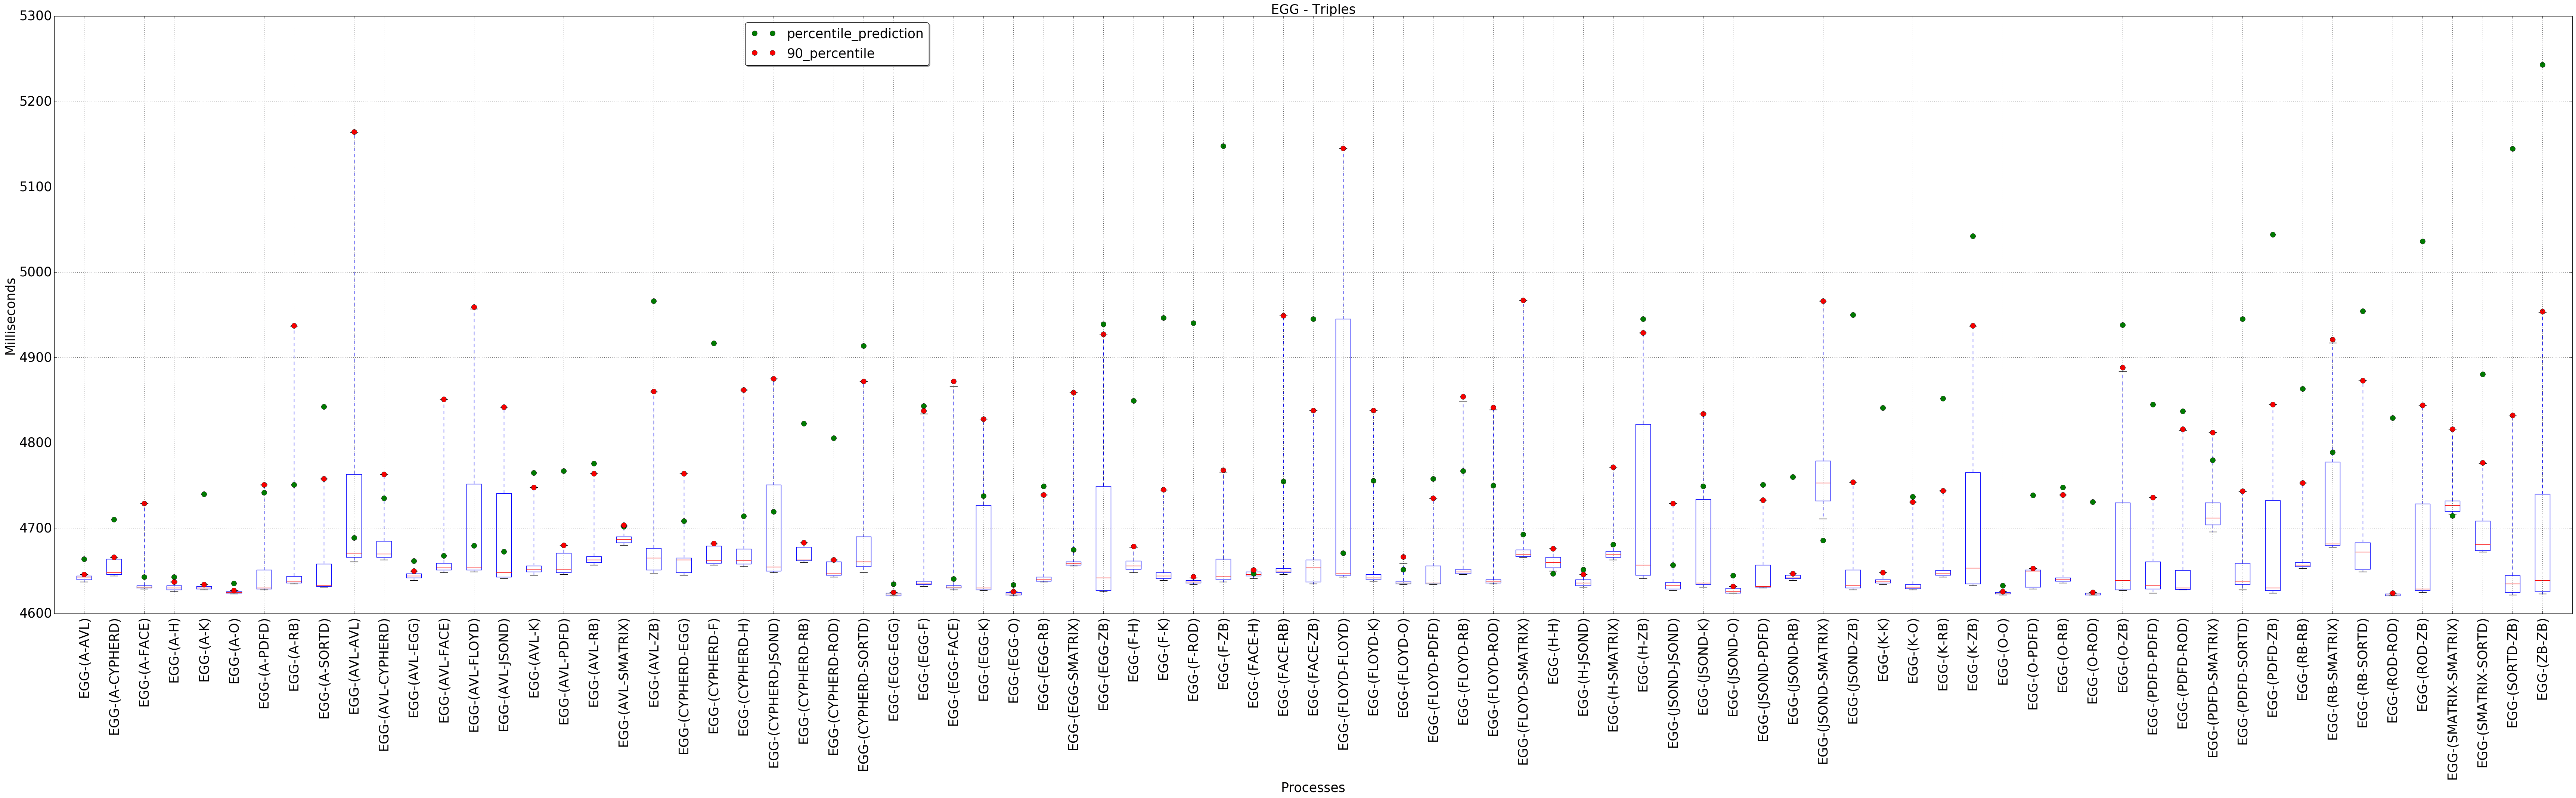 EGG - Triples
percentile_prediction
90_percentile
5300
5200
5100
5000
4900
4800
4700
4600
Milliseconds
EGG-(A-AVL)
EGG-(A-CYPHERD)
EGG-(A-FACE)
EGG-(A-H)
EGG-(A-K)
EGG-(A-O)
EGG-(A-PDFD)
EGG-(A-RB)
EGG-(A-SORTD)
EGG-(AVL-AVL)
EGG-(AVL-CYPHERD)
EGG-(AVL-EGG)
EGG-(AVL-FACE)
EGG-(AVL-FLOYD)
EGG-(AVL-JSOND)
EGG-(AVL-K)
EGG-(AVL-PDFD)
EGG-(AVL-RB)
EGG-(AVL-SMATRIX)
EGG-(AVL-ZB)
EGG-(CYPHERD-EGG)
EGG-(CYPHERD-F)
EGG-(CYPHERD-H)
EGG-(CYPHERD-JSOND)
EGG-(CYPHERD-RB)
EGG-(CYPHERD-ROD)
EGG-(CYPHERD-SORTD)
EGG-(EGG-EGG)
EGG-(EGG-F)
EGG-(EGG-FACE)
EGG-(EGG-K)
EGG-(EGG-O)
EGG-(EGG-RB)
EGG-(EGG-SMATRIX)
EGG-(EGG-ZB)
EGG-(F-H)
EGG-(F-K)
EGG-(F-ROD)
EGG-(F-ZB)
EGG-(FACE-H)
EGG-(FACE-RB)
EGG-(FACE-ZB)
EGG-(FLOYD-FLOYD)
EGG-(FLOYD-K)
EGG-(FLOYD-O)
EGG-(FLOYD-PDFD)
EGG-(FLOYD-RB)
EGG-(FLOYD-ROD)
EGG-(FLOYD-SMATRIX)
EGG-(H-H)
EGG-(H-JSOND)
EGG-(H-SMATRIX)
EGG-(H-ZB)
EGG-(JSOND-JSOND)
EGG-(JSOND-K)
EGG-(JSOND-O)
EGG-(JSOND-PDFD)
EGG-(JSOND-RB)
EGG-(JSOND-SMATRIX)
EGG-(JSOND-ZB)
EGG-(K-K)
EGG-(K-O)
EGG-(K-RB)
EGG-(K-ZB)
EGG-(O-O)
EGG-(O-PDFD)
EGG-(O-RB)
EGG-(O-ROD)
EGG-(O-ZB)
EGG-(PDFD-PDFD)
EGG-(PDFD-ROD)
EGG-(PDFD-SMATRIX)
EGG-(PDFD-SORTD)
EGG-(PDFD-ZB)
EGG-(RB-RB)
EGG-(RB-SMATRIX)
EGG-(RB-SORTD)
EGG-(ROD-ROD)
EGG-(ROD-ZB)
EGG-(SMATRIX-SMATRIX)
EGG-(SMATRIX-SORTD)
EGG-(SORTD-ZB)
EGG-(ZB-ZB)
Processes